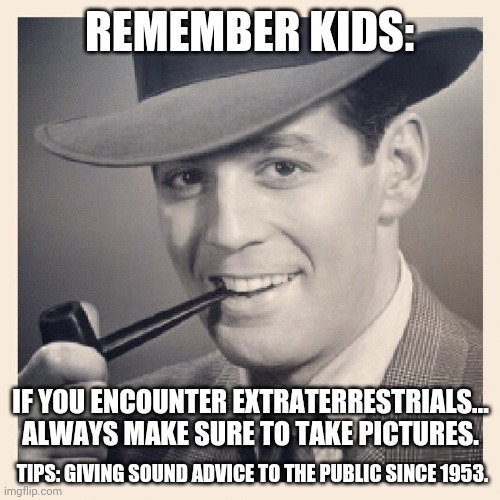 REMEMBER KIDS:
IF YOU ENCOUNTER EXTRATERRESTRIALS...
ALWAYS MAKE SURE TO TAKE PICTURES.
TIPS: GIVING SOUND ADVICE TO THE PUBLIC SINCE 1953.
imgflip.com